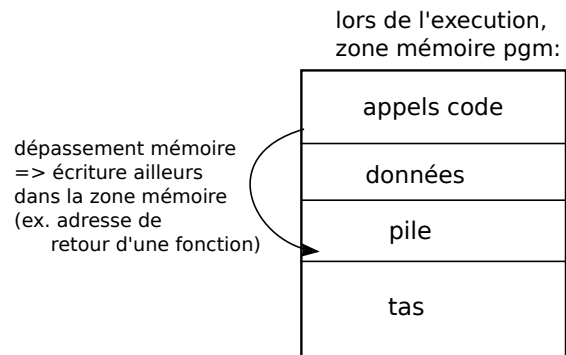 lors de l'execution,
zone mémoire pgm:
appels code
dépassement mémoire
=> écriture ailleurs
dans la zone mémoire
(ex. adresse de
retour d'une fonction)
données
pile
tas